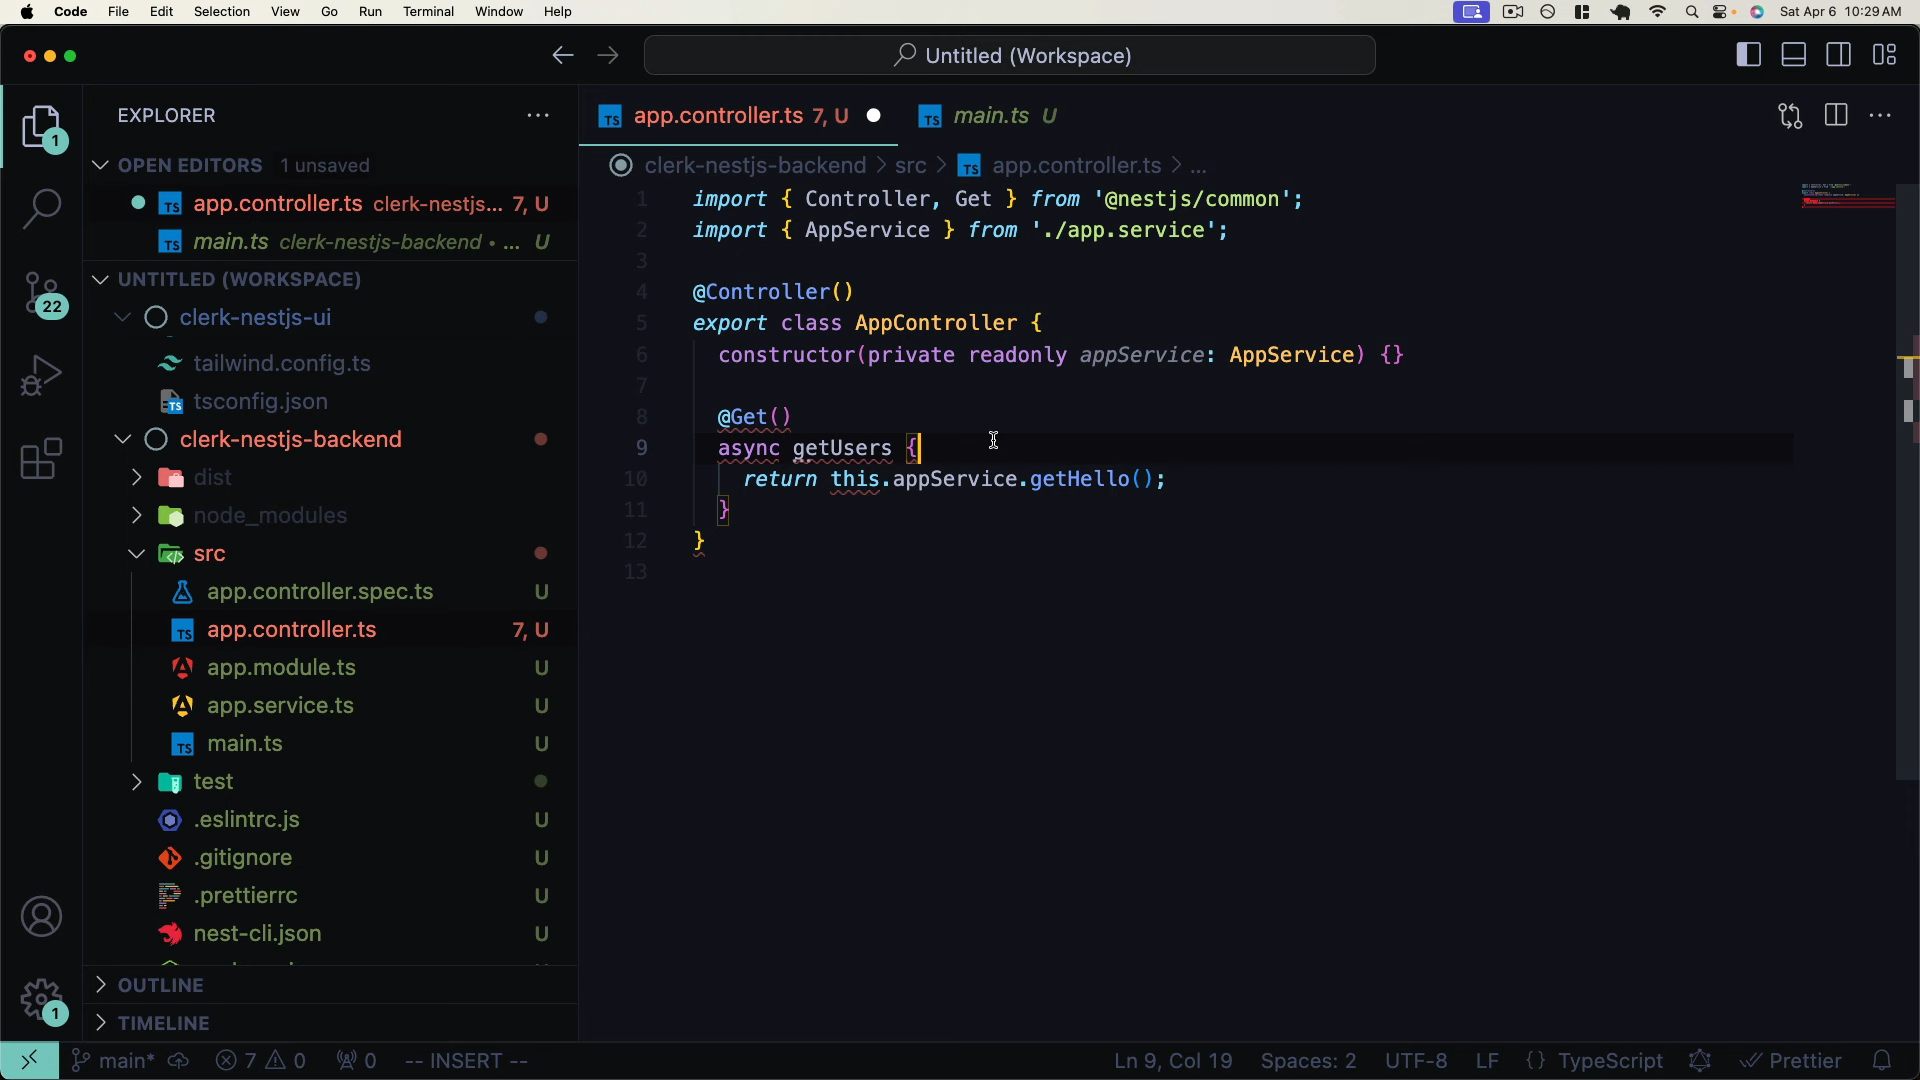 Code File Edit Selection View Go Run Terminal Window Help Sat Apr 6 10:29 AM
Untitled (Workspace)
EXPLORER
1
OPEN EDITORS 1 unsaved
app.controller.ts clerk-nestjs... 7, U
main.ts clerk-nestjs-backend • ... U
UNTITLED (WORKSPACE)
22
clerk-nestjs-ui
tailwind.config.ts
tsconfig.json
clerk-nestjs-backend
dist
node_modules
src
app.controller.spec.ts U
app.controller.ts 7, U
app.module.ts U
app.service.ts U
main.ts U
test
.eslintrc.js U
.gitignore U
.prettierrc U
nest-cli.json U
OUTLINE
1
TIMELINE
app.controller.ts 7, U main.ts U
clerk-nestjs-backend > src > app.controller.ts > ...
1 import { Controller, Get } from '@nestjs/common';
2 import { AppService } from './app.service';
3
4 @Controller()
5 export class AppController {
6 constructor(private readonly appService: AppService) {}
7
8 @Get()
9 async getUsers {
10 return this.appService.getHello();
11 }
12 }
13
main* 7 0 0 -- INSERT -- Ln 9, Col 19 Spaces: 2 UTF-8 LF {} TypeScript Prettier